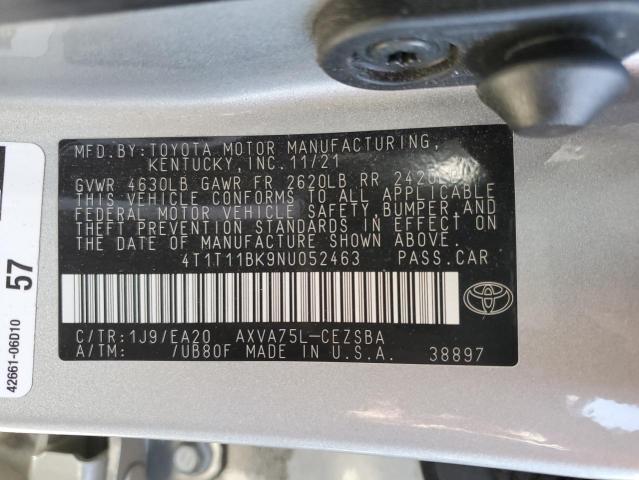 MFD.BY:TOYOTA MOTOR MANUFACTURING,
KENTUCKY, INC. 11/21
GVWR 4630LB GAWR FR 2620LB RR
THIS VEHICLE CONFORMS TO ALL APPLICABLE
FEDERAL MOTOR VEHICLE SAFETY,BUMPER,AND
THEFT PREVENTION STANDARDS IN EFFECT ON
THE DATE OF MANUFACTURE SHOWN ABOVE.
4T1T11BK9NU052463 PASS.CAR
C/TR:1J9/EA20 AXVA75L-CEZSBA
A/TM: /UB80F MADE IN U.S.A. 38897
57
42661-06D10